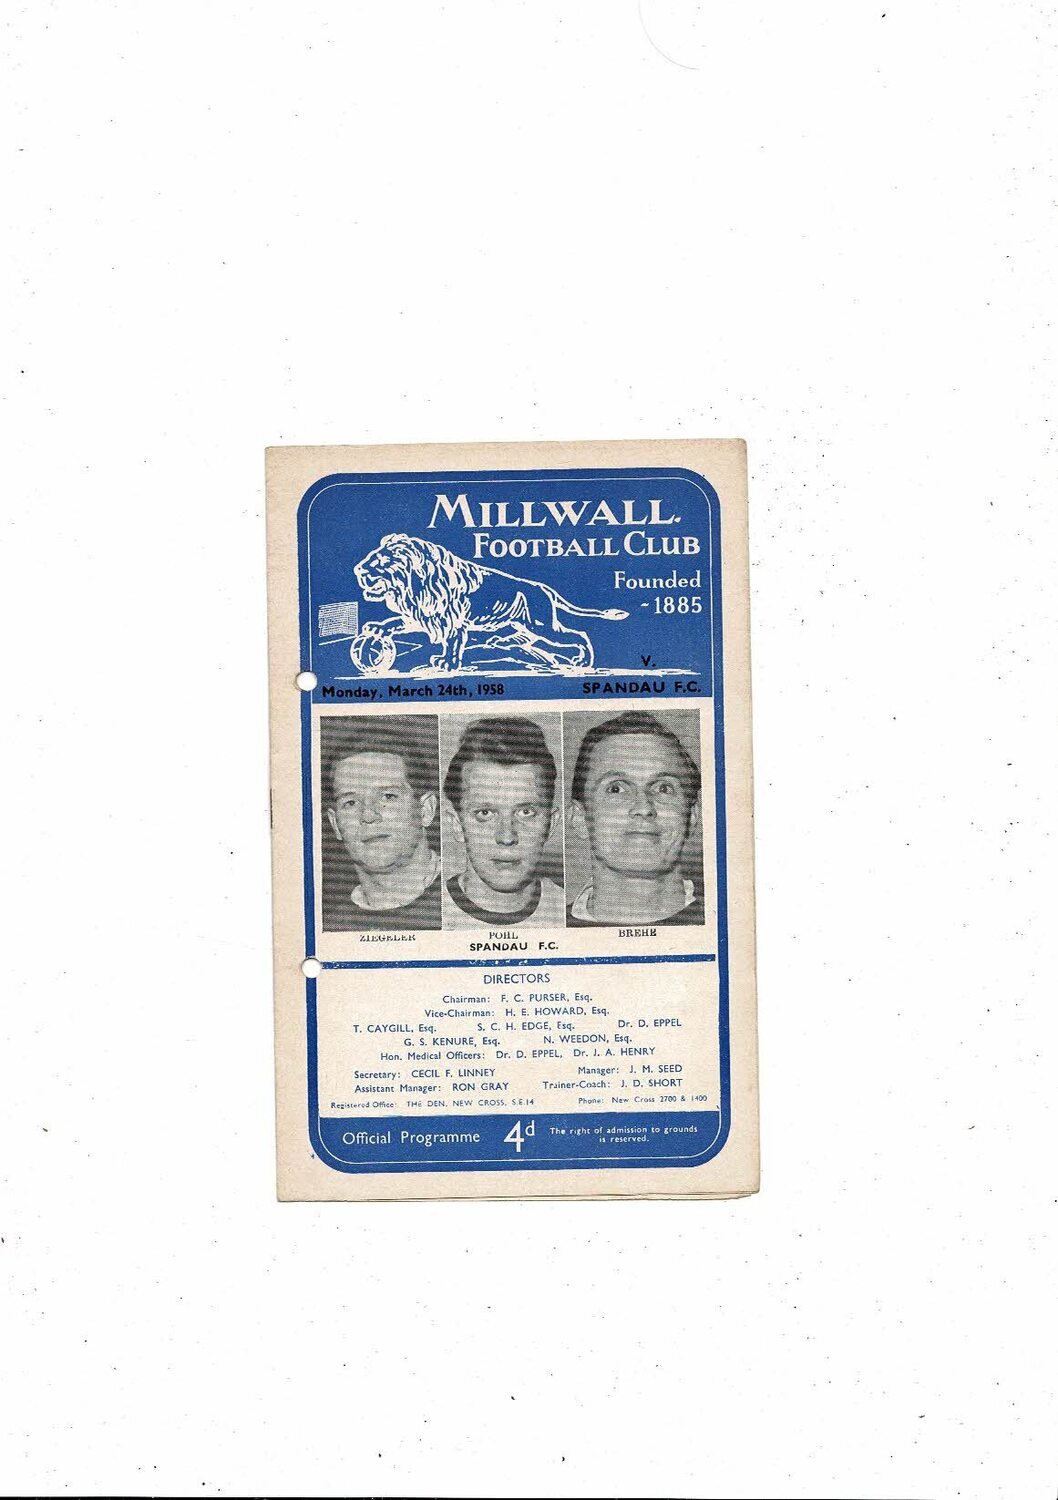 MILLWALL.
FOOTBALL CLUB
Founded
- 1885
V.
Monday, March 24th, 1958 SPANDAU F.C.
ZIEGELER POHL BREHE
SPANDAU F.C.
DIRECTORS
Chairman: F. C. PURSER, Esq.
Vice-Chairman: H. E. HOWARD, Esq.
T. CAYGILL, Esq. S. C. H. EDGE, Esq. Dr. D. EPPEL
G. S. KENURE, Esq. N. WEEDON, Esq.
Hon. Medical Officers: Dr. D. EPPEL, Dr. J. A. HENRY
Secretary: CECIL F. LINNEY Manager: J. M. SEED
Assistant Manager: RON GRAY Trainer-Coach: J. D. SHORT
Registered Office: THE DEN, NEW CROSS, S.E.14 Phone: New Cross 2700 & 1400
Official Programme 4d The right of admission to grounds
is reserved.